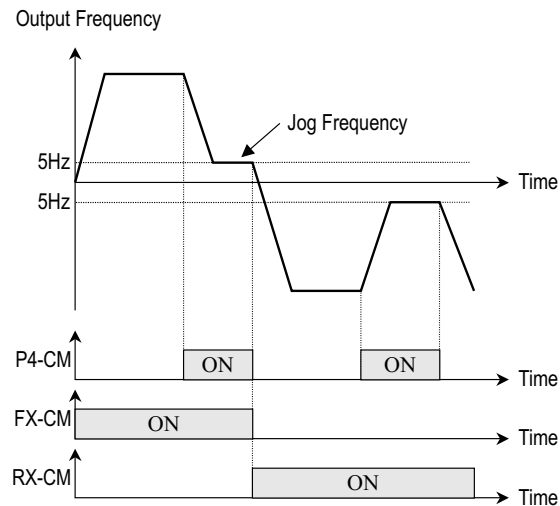 Output Frequency
Jog Frequency
5Hz
Time
5Hz
P4-CM
ON
ON
Time
FX-CM
ON
Time
RX-CM
ON
Time